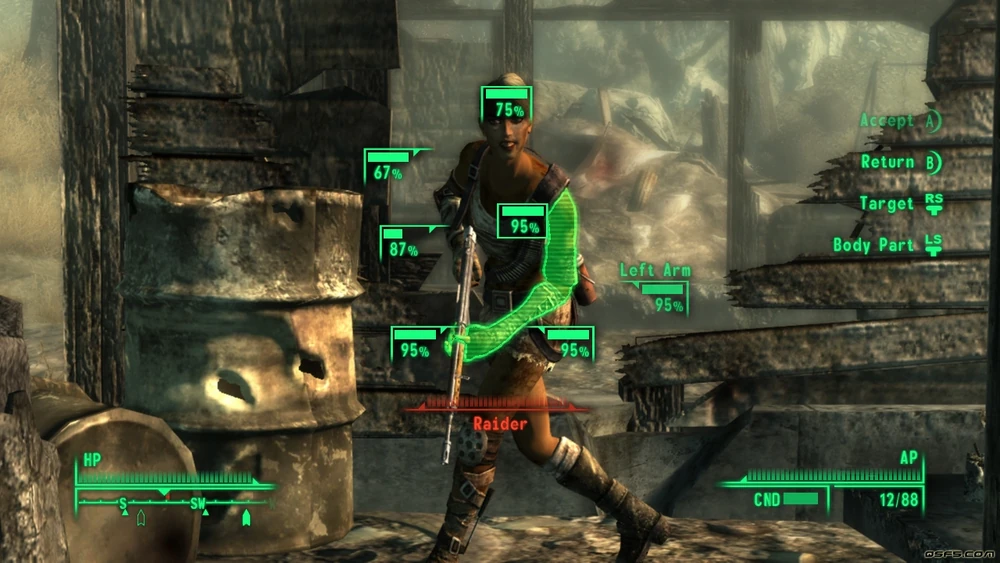 75%
Accept A)
67%
Return B)
Target RS
95%
87%
Body Part LS
Left Arm
95%
95%
95%
Raider
HP
AP
S
SW
CND
12/88
QSFS.COM